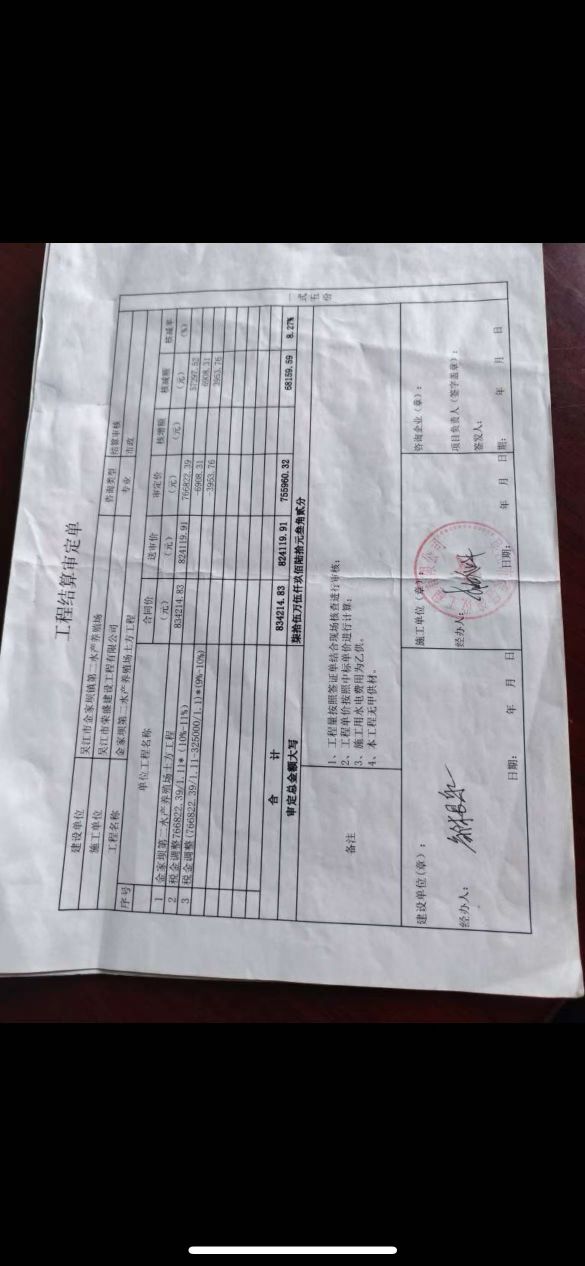 工程结算审定单
建设单位 吴江市金家坝镇第二水产养殖场 咨询类型 结算审核
施工单位 吴江市荣盛建设工程有限公司 专业 市政
工程名称 金家坝第二水产养殖场土方工程
序号 单位工程名称 合同价（元） 送审价（元） 审定价（元） 核增额（元） 核减额（元） 核减率（%）
1 金家坝第二水产养殖场土方工程 834214.83 824119.91 766822.39 57297.52
2 税金调整766822.39/1.11*(10%-11%) -6908.31 6908.31
3 税金调整(766822.39/1.11-325000/1.1)*(9%-10%) -3953.76 3953.76
合 计 834214.83 824119.91 755960.32 68159.59 8.27%
审定总金额大写 柒拾伍万伍仟玖佰陆拾元叁角贰分
备注
1、工程量按照签证单结合现场核查进行审核；
2、工程单价按照中标单价进行计算；
3、施工用水电费用为乙供。
4、本工程无甲供材。
建设单位（章）：
经办人：
日期： 年 月 日
施工单位（章）：
经办人：
日期： 年 月 日
咨询企业（章）：
项目负责人（签字盖章）：
签发人：
日期： 年 月 日
一式五份